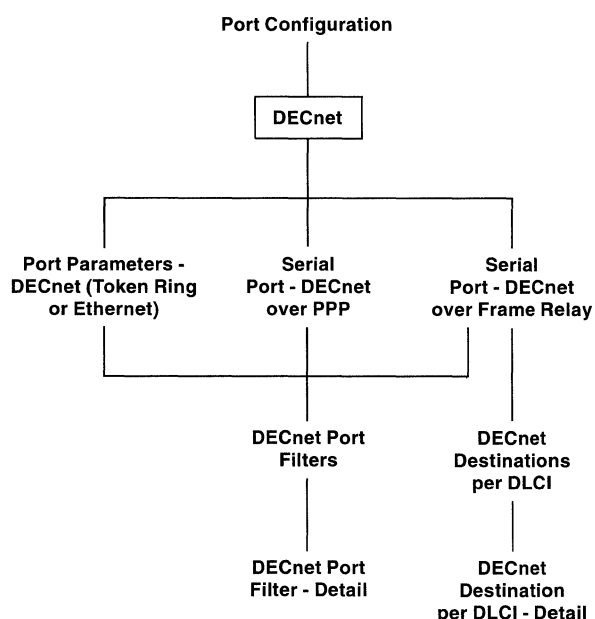 Port Configuration
DECnet
Port Parameters -
DECnet (Token Ring
or Ethernet)
Serial
Port - DECnet
over PPP
Serial
Port - DECnet
over Frame Relay
DECnet Port
Filters
DECnet
Destinations
per DLCI
DECnet Port
Filter - Detail
DECnet
Destination
per DLCI - Detail